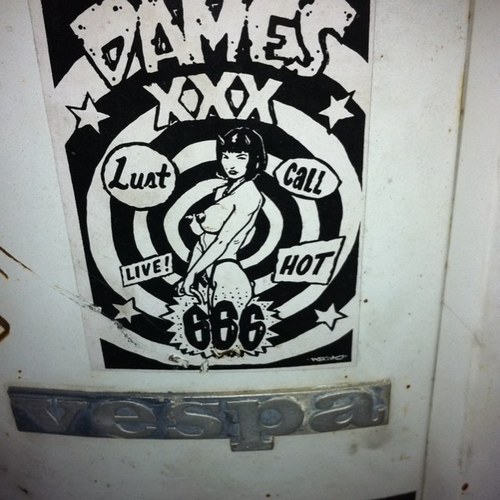 DAMES
XXX
Lust
CALL
LIVE!
HOT
666
vespa